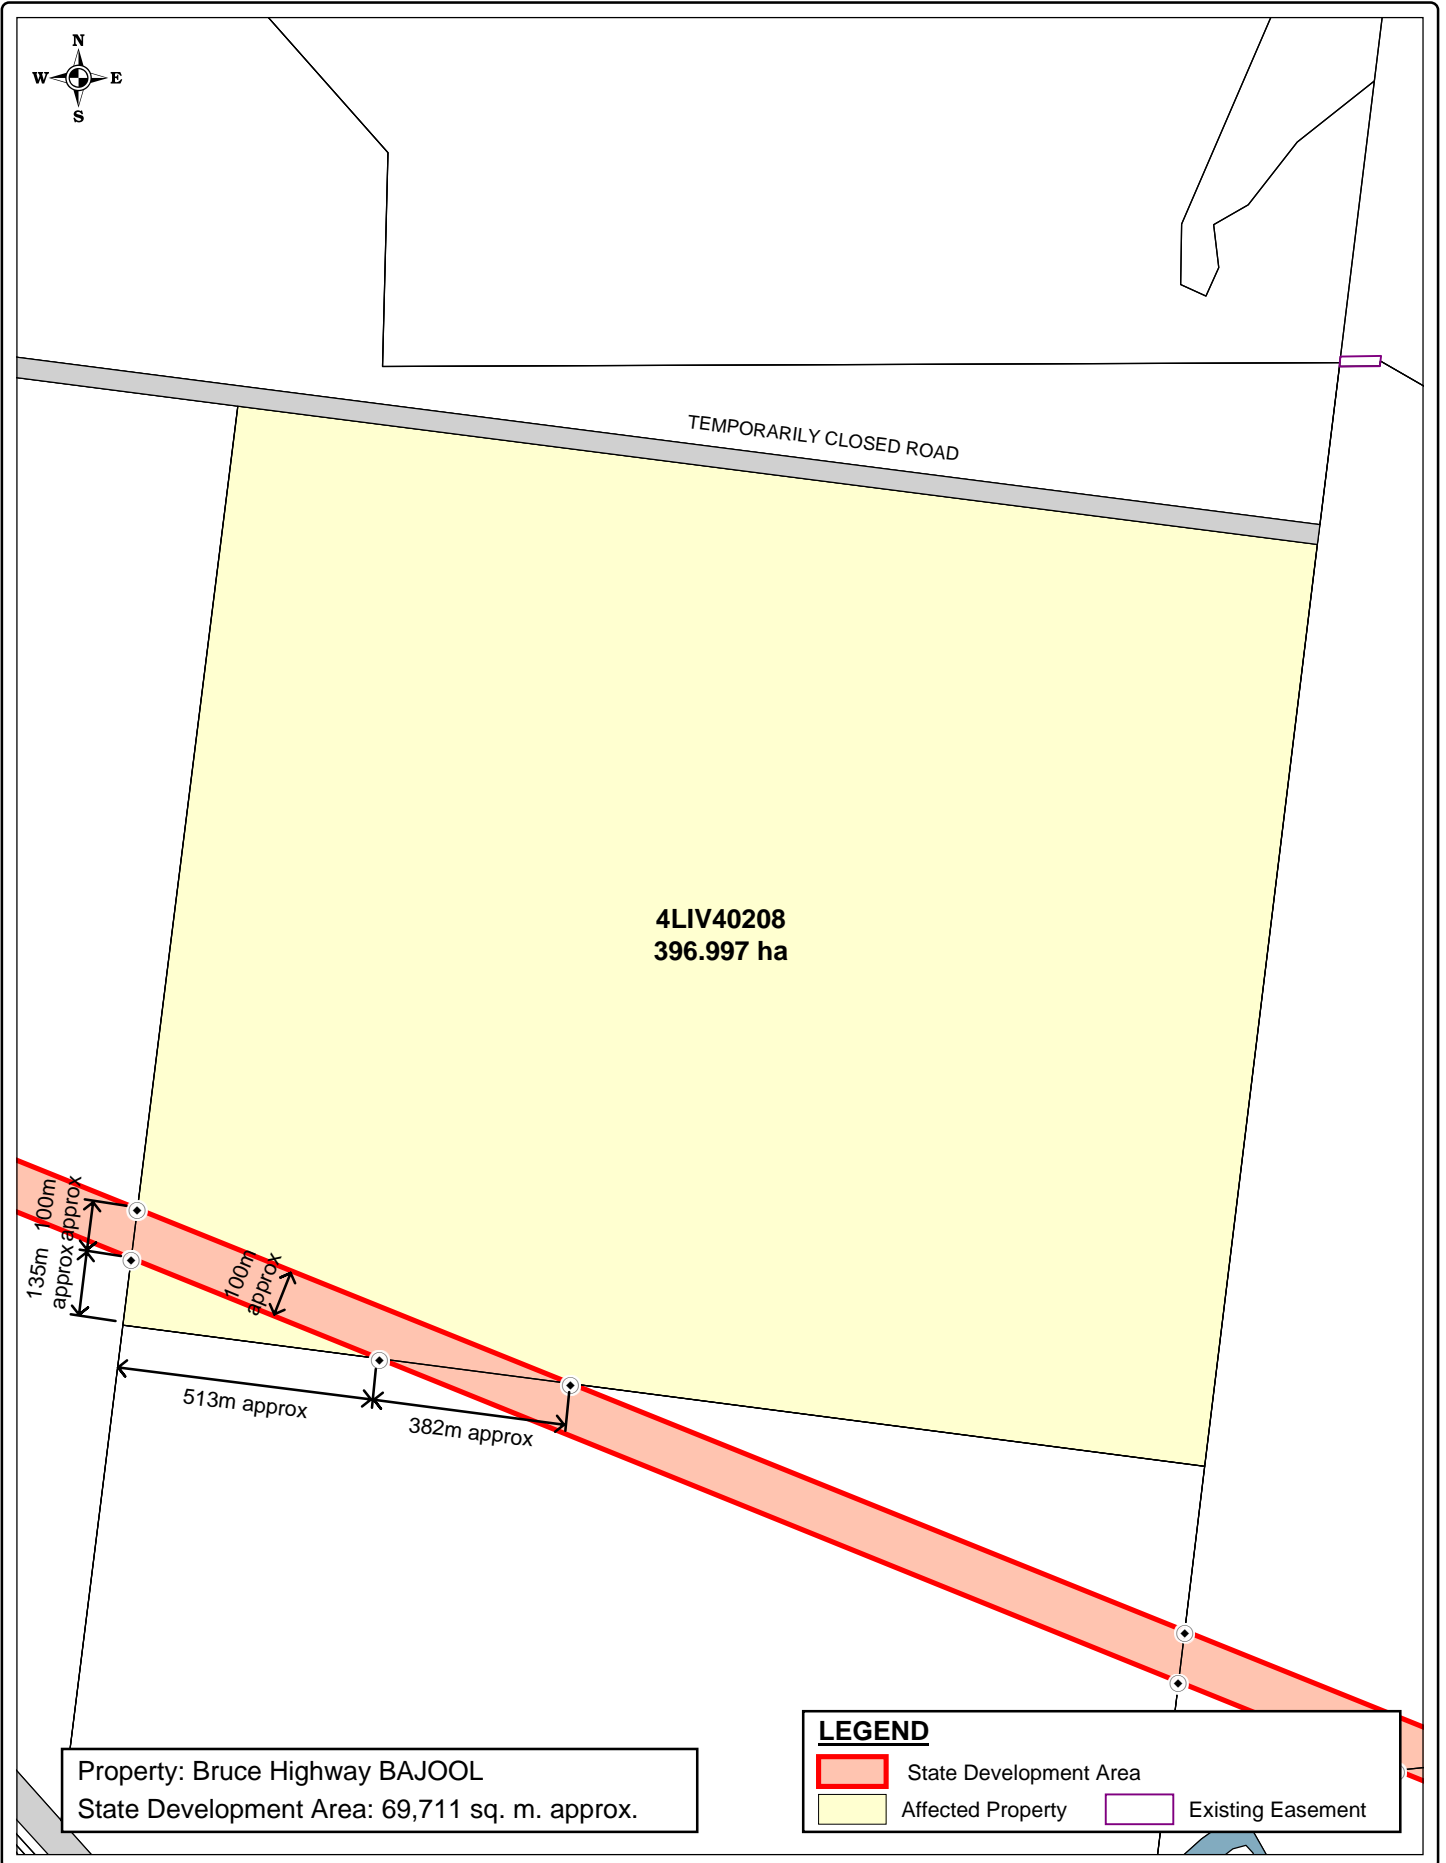 N
W E
S
TEMPORARILY CLOSED ROAD
4LIV40208
396.997 ha
100m
approx
135m
approx
100m
approx
513m approx
382m approx
Property: Bruce Highway BAJOOL
State Development Area: 69,711 sq. m. approx.
LEGEND
State Development Area
Affected Property
Existing Easement